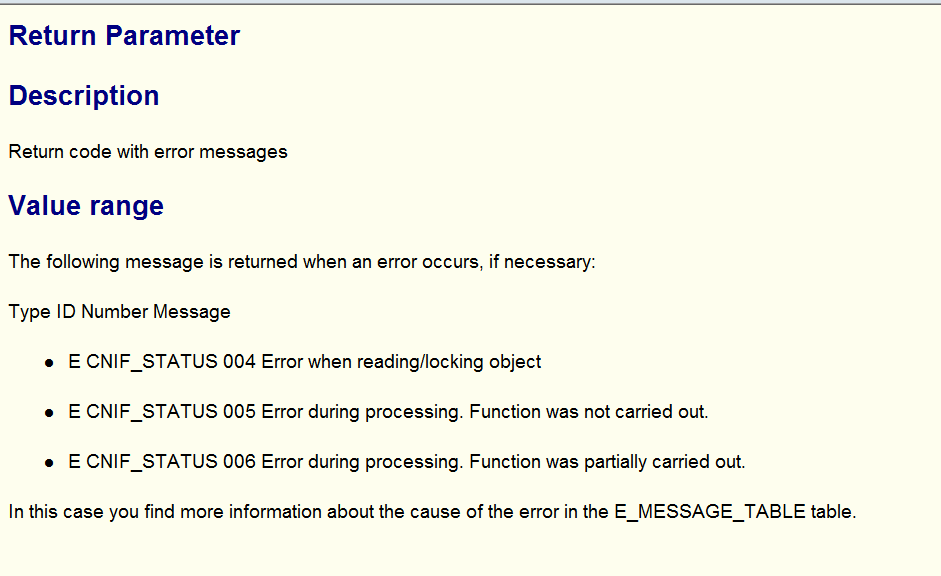 Return Parameter
Description
Return code with error messages
Value range
The following message is returned when an error occurs, if necessary:
Type ID Number Message
● E CNIF_STATUS 004 Error when reading/locking object
● E CNIF_STATUS 005 Error during processing. Function was not carried out.
● E CNIF_STATUS 006 Error during processing. Function was partially carried out.
In this case you find more information about the cause of the error in the E_MESSAGE_TABLE table.